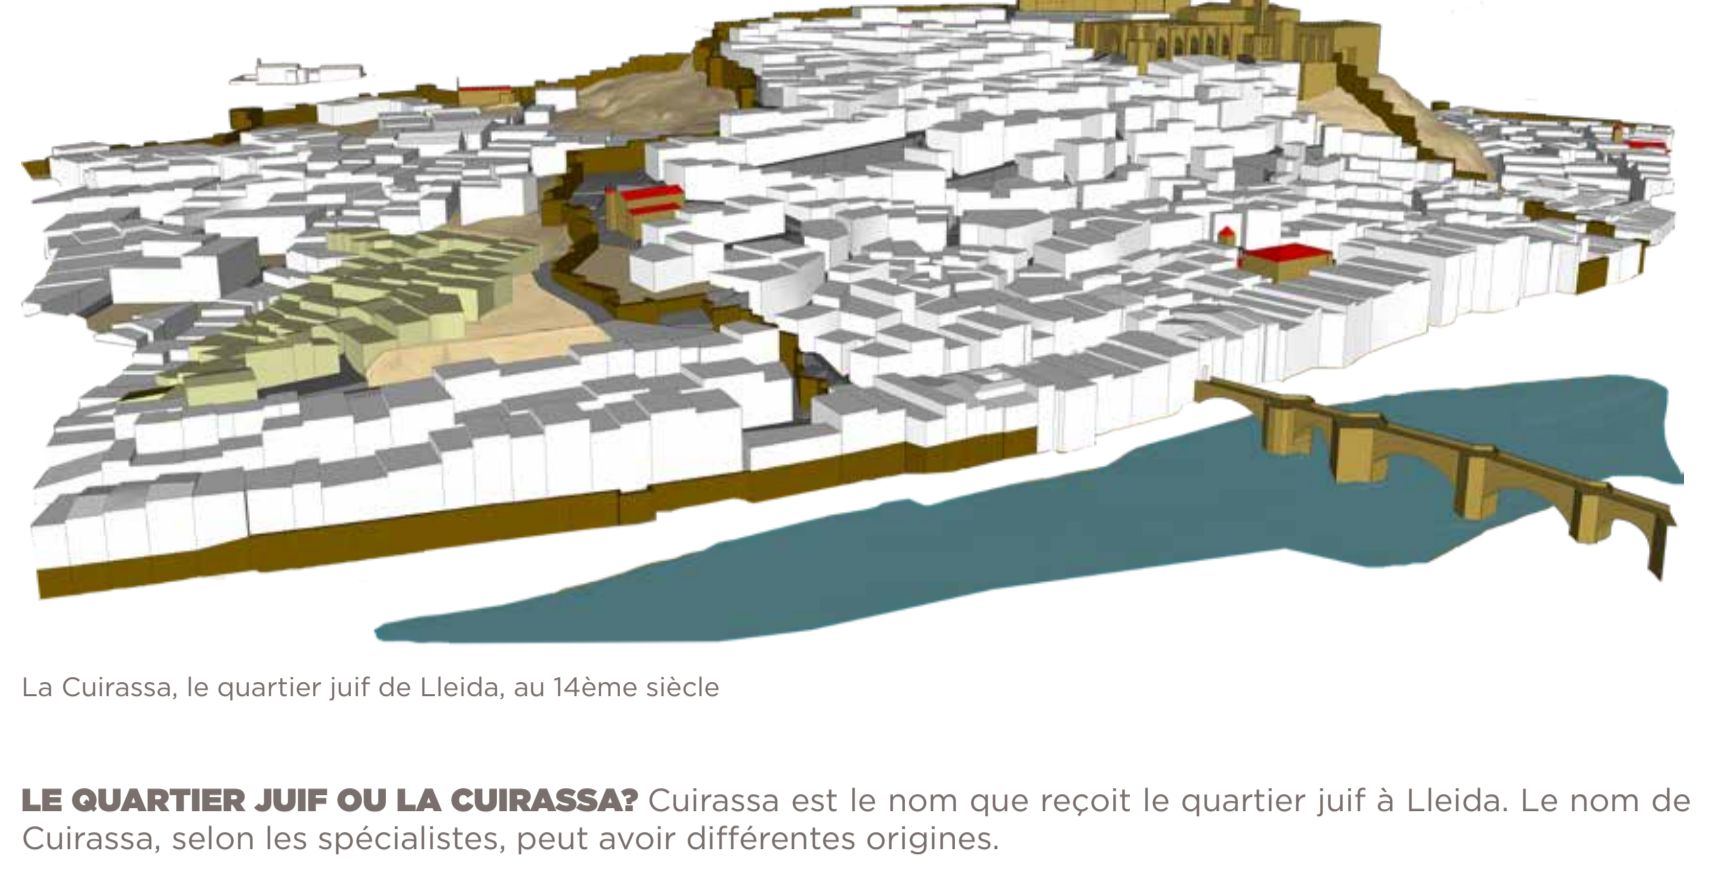 La Cuirassa, le quartier juif de Lleida, au 14ème siècle
LE QUARTIER JUIF OU LA CUIRASSA? Cuirassa est le nom que reçoit le quartier juif à Lleida. Le nom de
Cuirassa, selon les spécialistes, peut avoir différentes origines.